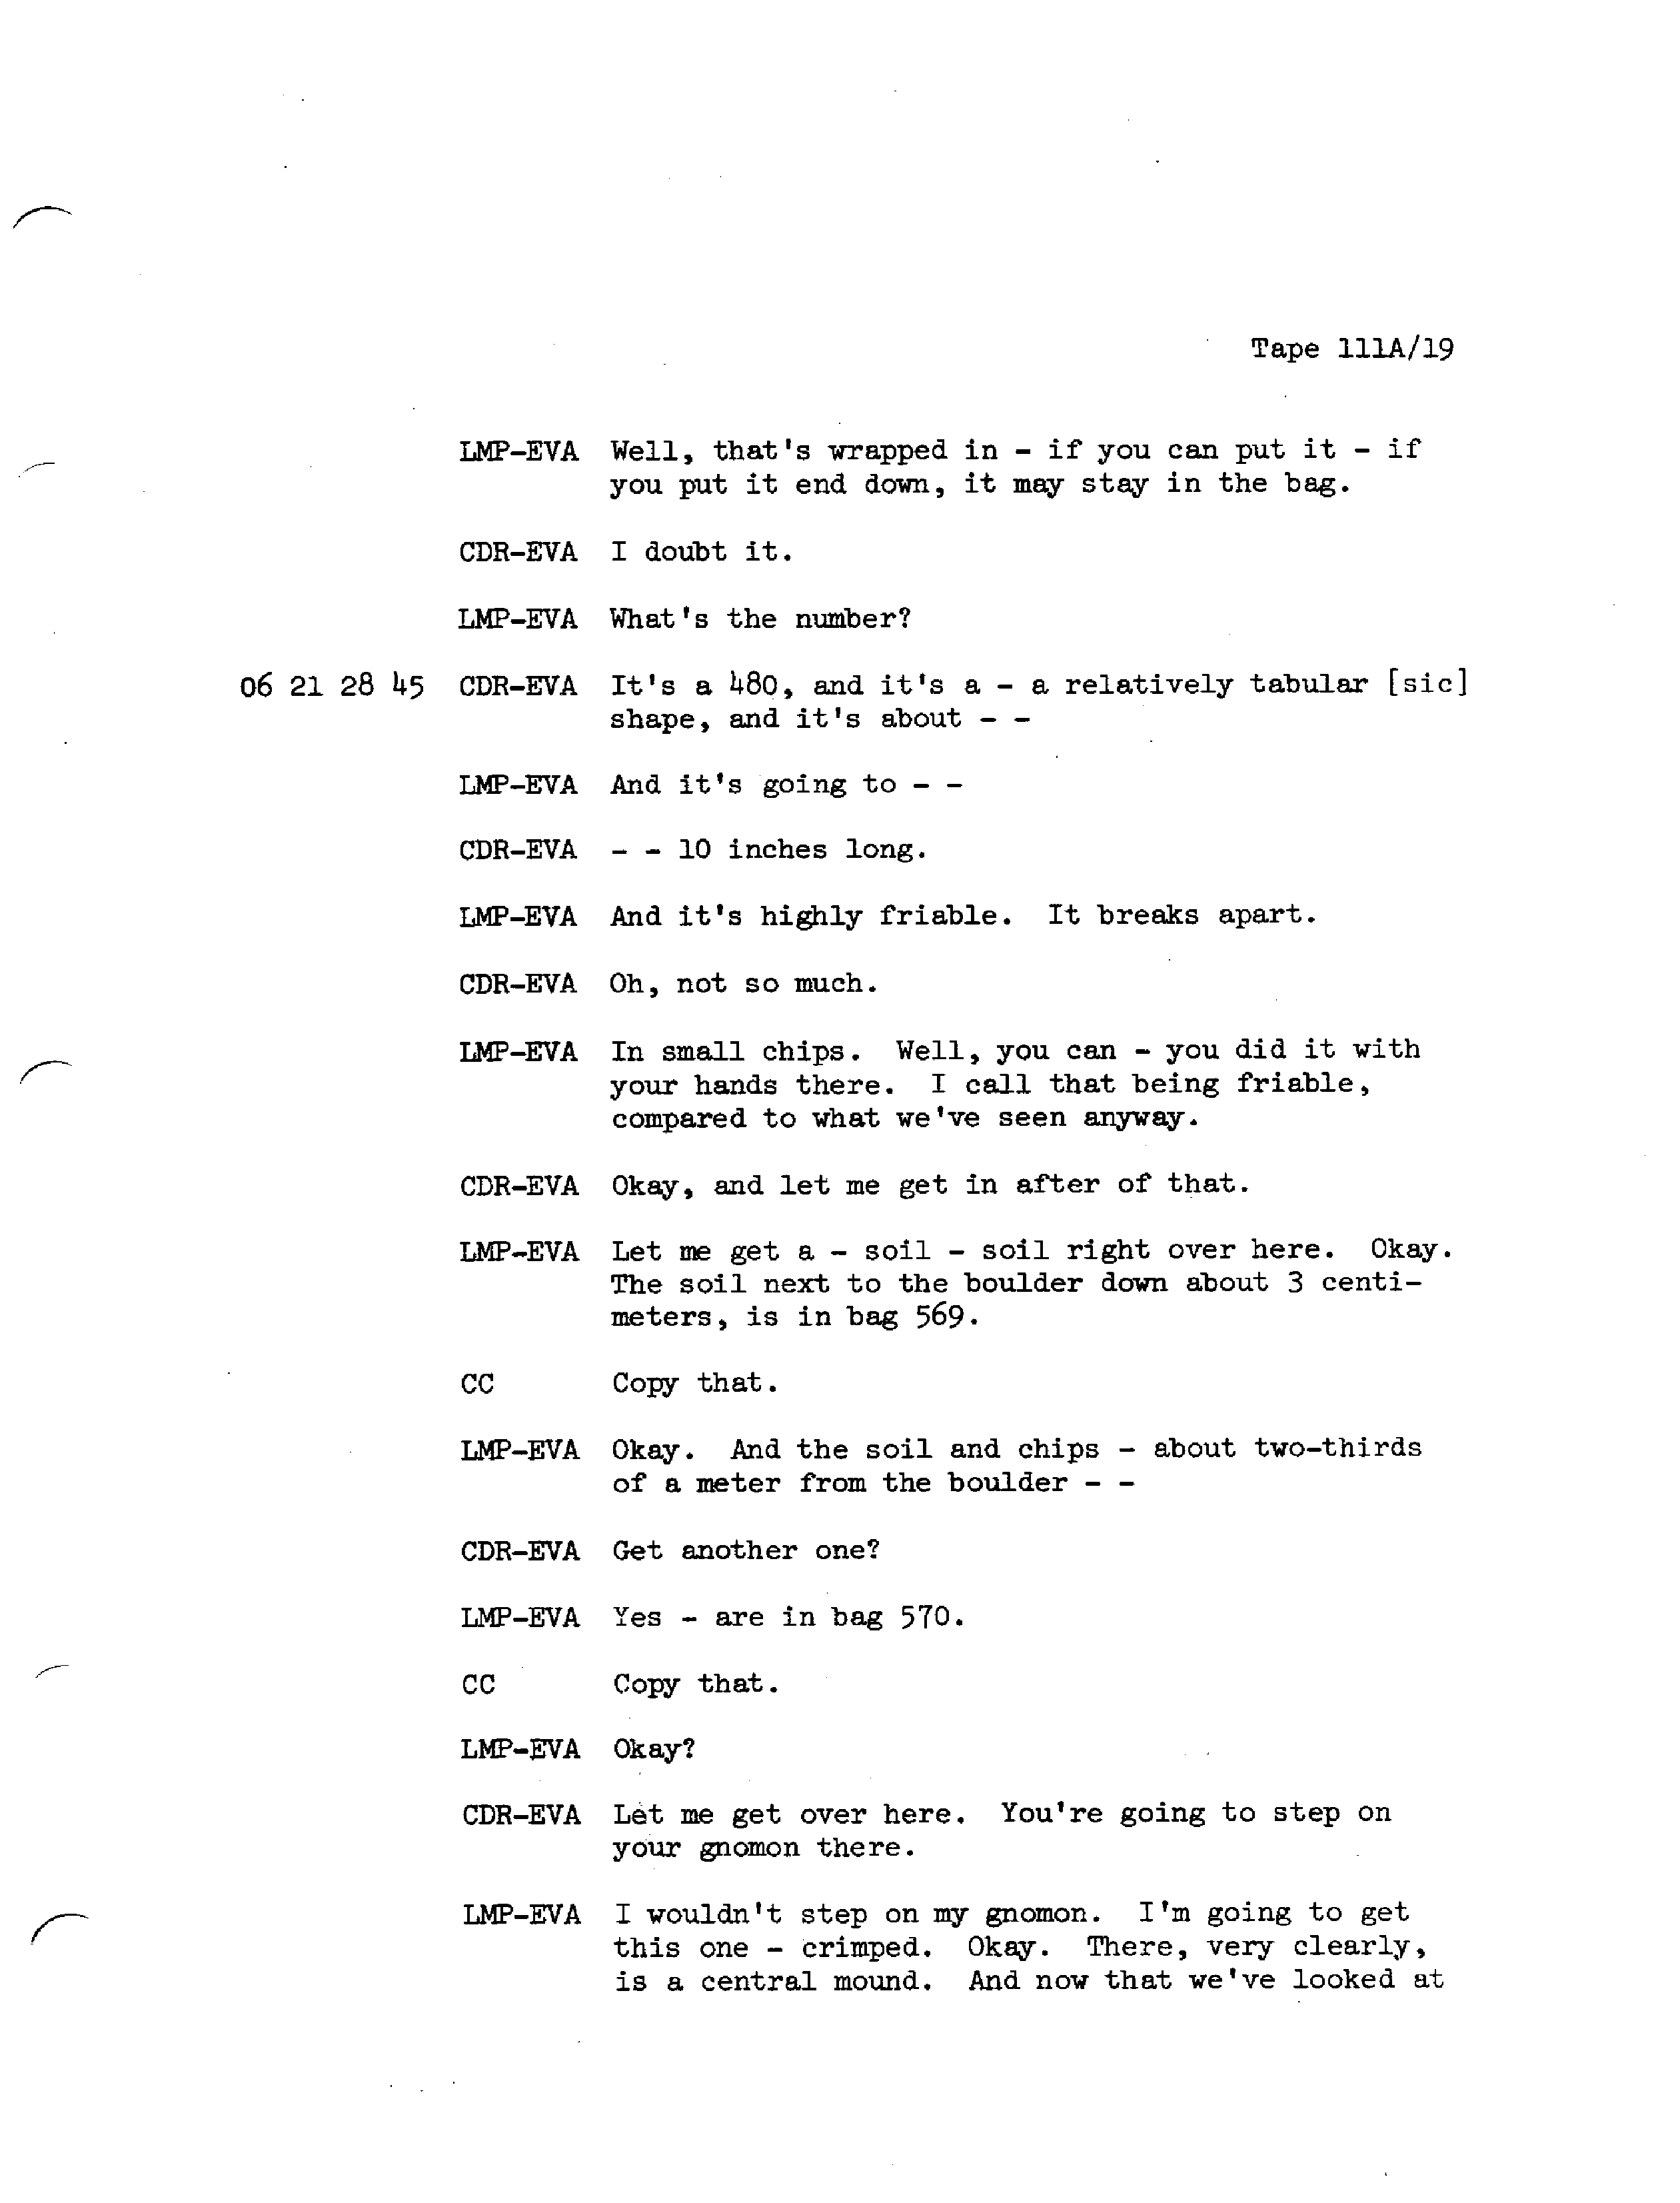 Tape 111A/19
LMP-EVA Well, that's wrapped in - if you can put it - if
you put it end down, it may stay in the bag.
CDR-EVA I doubt it.
LMP-EVA What's the number?
06 21 28 45 CDR-EVA It's a 480, and it's a - a relatively tabular [sic]
shape, and it's about - -
LMP-EVA And it's going to - -
CDR-EVA - - 10 inches long.
LMP-EVA And it's highly friable. It breaks apart.
CDR-EVA Oh, not so much.
LMP-EVA In small chips. Well, you can - you did it with
your hands there. I call that being friable,
compared to what we've seen anyway.
CDR-EVA Okay, and let me get in after of that.
LMP-EVA Let me get a - soil - soil right over here. Okay.
The soil next to the boulder down about 3 centi-
meters, is in bag 569.
CC Copy that.
LMP-EVA Okay. And the soil and chips - about two-thirds
of a meter from the boulder - -
CDR-EVA Get another one?
LMP-EVA Yes - are in bag 570.
CC Copy that.
LMP-EVA Okay?
CDR-EVA Let me get over here. You're going to step on
your gnomon there.
LMP-EVA I wouldn't step on my gnomon. I'm going to get
this one - crimped. Okay. There, very clearly,
is a central mound. And now that we've looked at